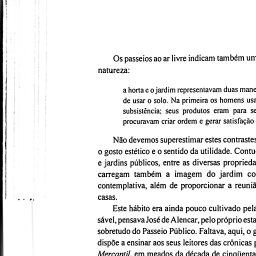 Os passeios ao ar livre indicam também um
natureza:
a horta e o jardim representavam duas mane
de usar o solo. Na primeira os homens usa
subsistência; seus produtos eram para se
procuravam criar ordem e gerar satisfação
Não devemos superestimar estes contrastes
o gosto estético e o sentido da utilidade. Contu
e jardins públicos, entre as diversas proprieda
carregam também a imagem do jardim co
contemplativa, além de proporcionar a reuniã
casas.
Este hábito era ainda pouco cultivado pela
sável, pensava José de Alencar, pelo próprio esta
sobretudo do Passeio Público. Faltava, aqui, o g
dispõe a ensinar aos seus leitores das crônicas p
Mercantil, em meados da década de cinqüenta